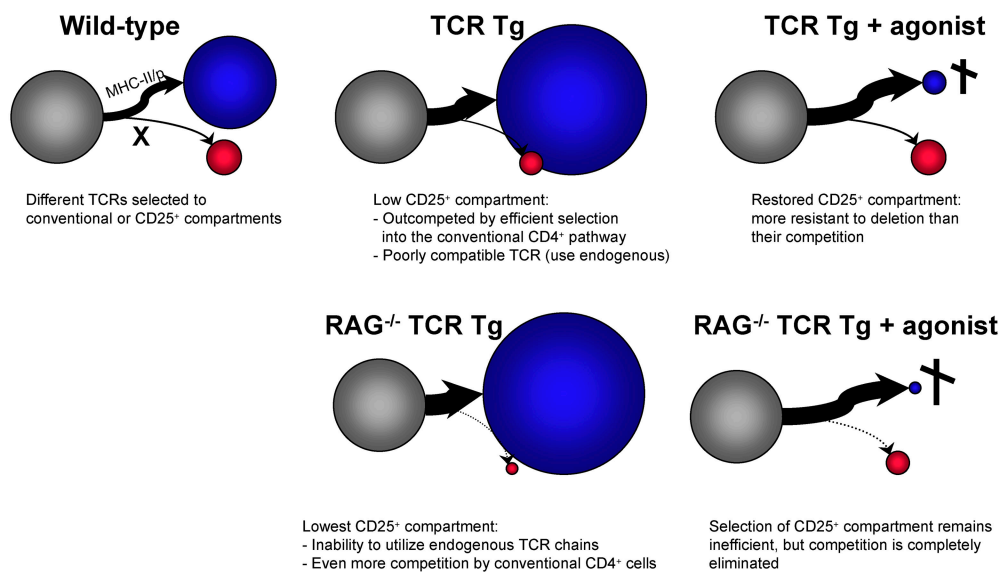 Wild-type
MHC-II/p
X
Different TCRs selected to
conventional or CD25⁺ compartments
TCR Tg
Low CD25⁺ compartment:
- Outcompeted by efficient selection
into the conventional CD4⁺ pathway
- Poorly compatible TCR (use endogenous)
TCR Tg + agonist
Restored CD25⁺ compartment:
more resistant to deletion than
their competition
RAG⁻/⁻ TCR Tg
Lowest CD25⁺ compartment:
- Inability to utilize endogenous TCR chains
- Even more competition by conventional CD4⁺ cells
RAG⁻/⁻ TCR Tg + agonist
Selection of CD25⁺ compartment remains
inefficient, but competition is completely
eliminated